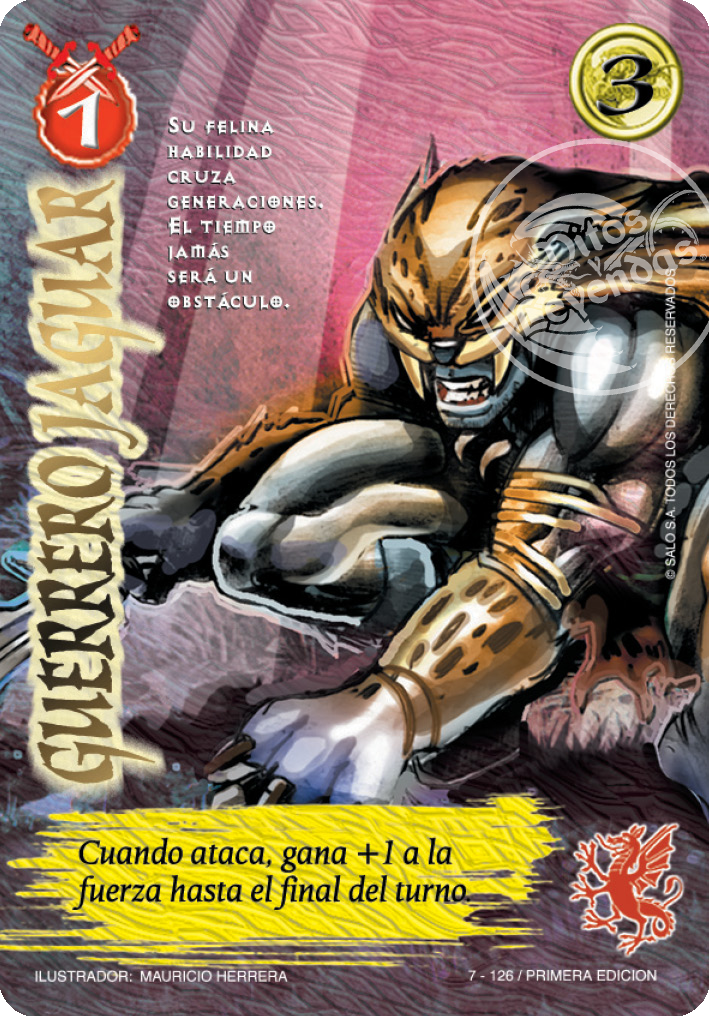 1
3
Su felina
habilidad
cruza
generaciones.
El tiempo
jamás
será un
obstáculo.
GUERRERO JAGUAR
Mitos
y
Leyendas
© SALO S.A. TODOS LOS DERECHOS RESERVADOS
Cuando ataca, gana +1 a la
fuerza hasta el final del turno.
ILUSTRADOR: MAURICIO HERRERA
7 - 126 / PRIMERA EDICION